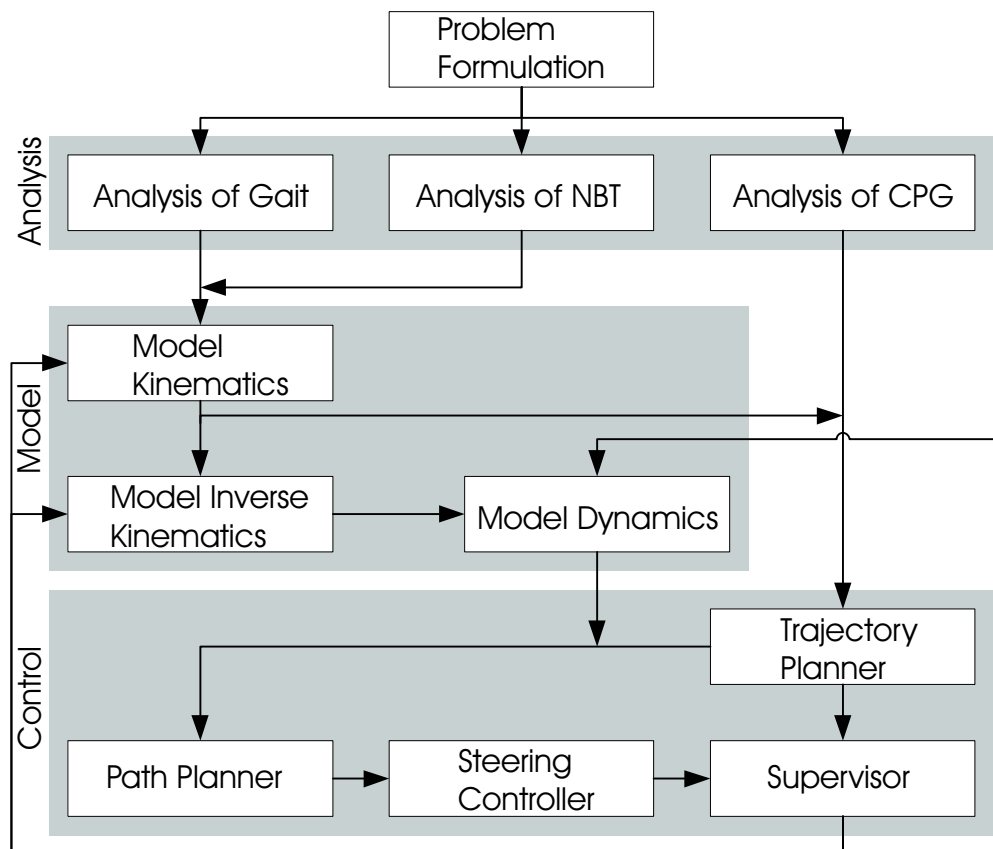 Problem
Formulation
Analysis
Analysis of Gait
Analysis of NBT
Analysis of CPG
Model
Model
Kinematics
Model Inverse
Kinematics
Model Dynamics
Control
Trajectory
Planner
Path Planner
Steering
Controller
Supervisor